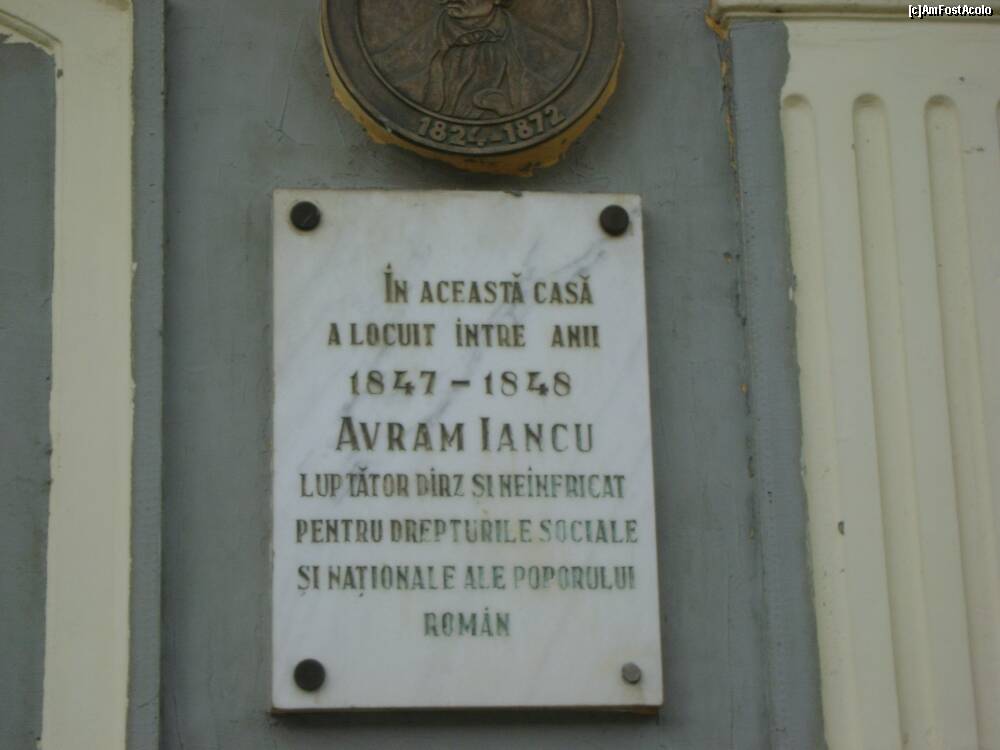 [c]AmFostAcolo
1824-1872
ÎN ACEASTĂ CASĂ
A LOCUIT ÎNTRE ANII
1847 - 1848
AVRAM IANCU
LUPTĂTOR DÎRZ SI NEÎNFRICAT
PENTRU DREPTURILE SOCIALE
ȘI NAȚIONALE ALE POPORULUI
ROMÂN